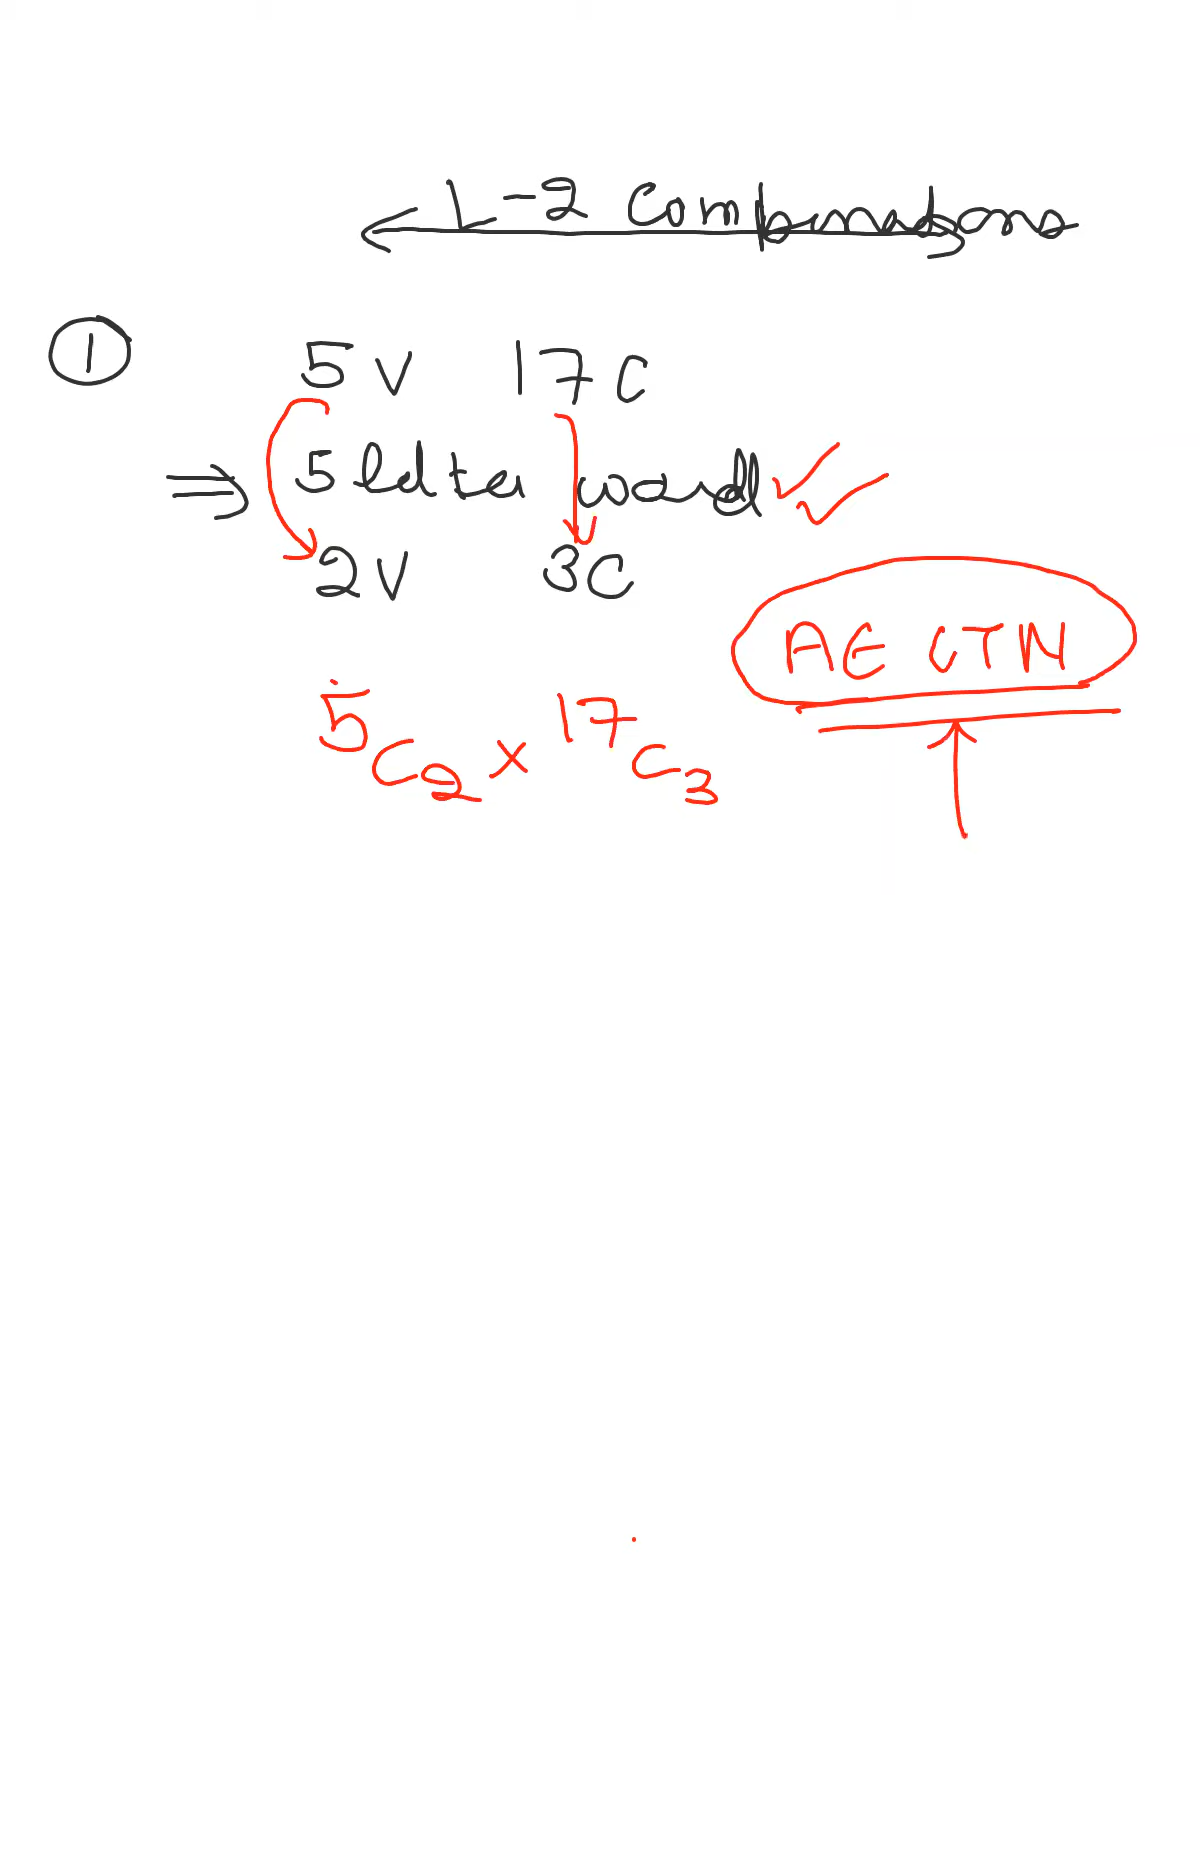 L-2 Combinations
① 5V 17C
⇒ 5 letter word
2V 3C
AE CTN
⁵C₂ × ¹⁷C₃